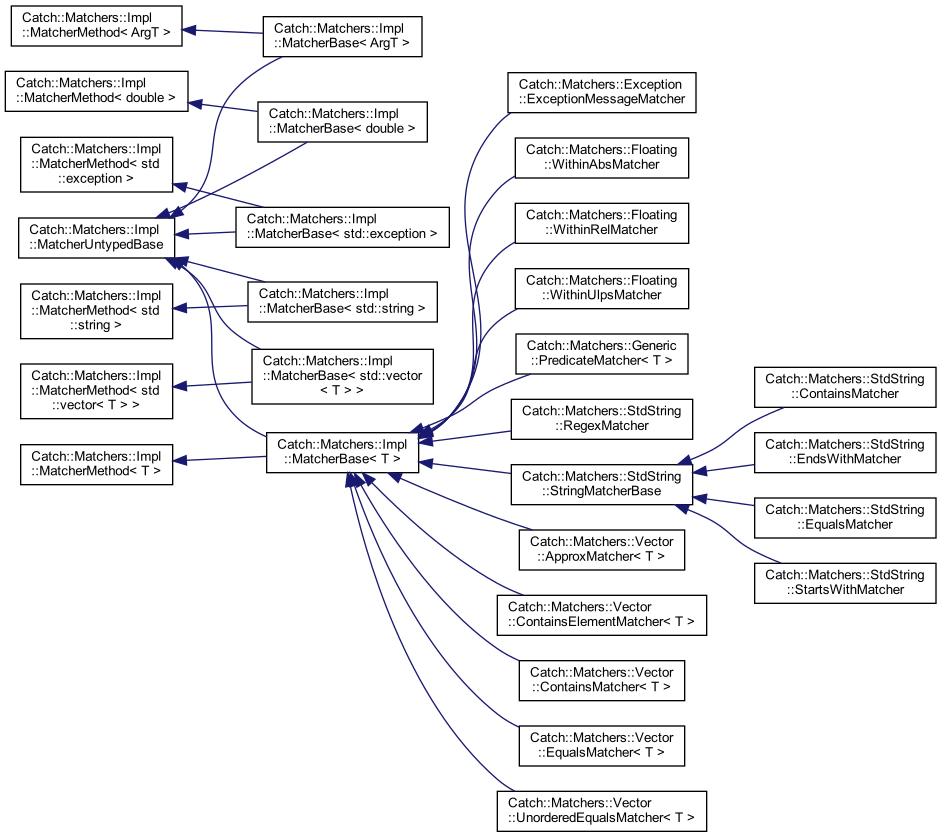 Catch::Matchers::Impl
::MatcherMethod< ArgT >
Catch::Matchers::Impl
::MatcherMethod< double >
Catch::Matchers::Impl
::MatcherMethod< std
::exception >
Catch::Matchers::Impl
::MatcherUntypedBase
Catch::Matchers::Impl
::MatcherMethod< std
::string >
Catch::Matchers::Impl
::MatcherMethod< std
::vector< T > >
Catch::Matchers::Impl
::MatcherMethod< T >
Catch::Matchers::Impl
::MatcherBase< ArgT >
Catch::Matchers::Impl
::MatcherBase< double >
Catch::Matchers::Impl
::MatcherBase< std::exception >
Catch::Matchers::Impl
::MatcherBase< std::string >
Catch::Matchers::Impl
::MatcherBase< std::vector
< T > >
Catch::Matchers::Impl
::MatcherBase< T >
Catch::Matchers::Exception
::ExceptionMessageMatcher
Catch::Matchers::Floating
::WithinAbsMatcher
Catch::Matchers::Floating
::WithinRelMatcher
Catch::Matchers::Floating
::WithinUlpsMatcher
Catch::Matchers::Generic
::PredicateMatcher< T >
Catch::Matchers::StdString
::RegexMatcher
Catch::Matchers::StdString
::StringMatcherBase
Catch::Matchers::Vector
::ApproxMatcher< T >
Catch::Matchers::Vector
::ContainsElementMatcher< T >
Catch::Matchers::Vector
::ContainsMatcher< T >
Catch::Matchers::Vector
::EqualsMatcher< T >
Catch::Matchers::Vector
::UnorderedEqualsMatcher< T >
Catch::Matchers::StdString
::ContainsMatcher
Catch::Matchers::StdString
::EndsWithMatcher
Catch::Matchers::StdString
::EqualsMatcher
Catch::Matchers::StdString
::StartsWithMatcher